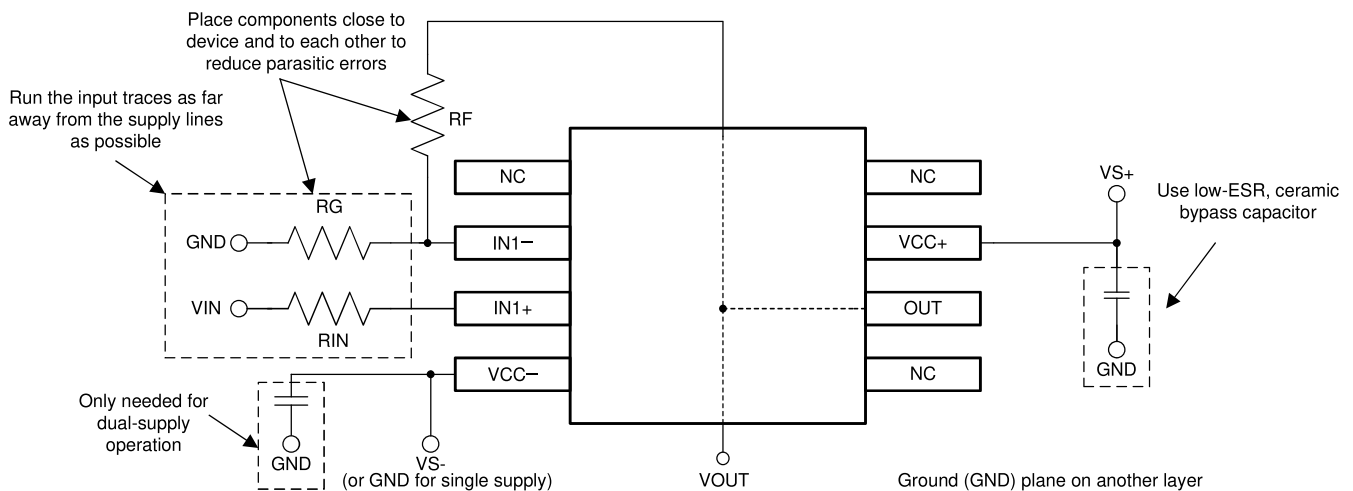 Place components close to
device and to each other to
reduce parasitic errors
Run the input traces as far
away from the supply lines
as possible
RF
NC
NC
VS+
Use low-ESR, ceramic
bypass capacitor
RG
GND
IN1−
VCC+
VIN
IN1+
OUT
RIN
VCC−
NC
GND
Only needed for
dual-supply
operation
GND
VS-
(or GND for single supply)
VOUT
Ground (GND) plane on another layer